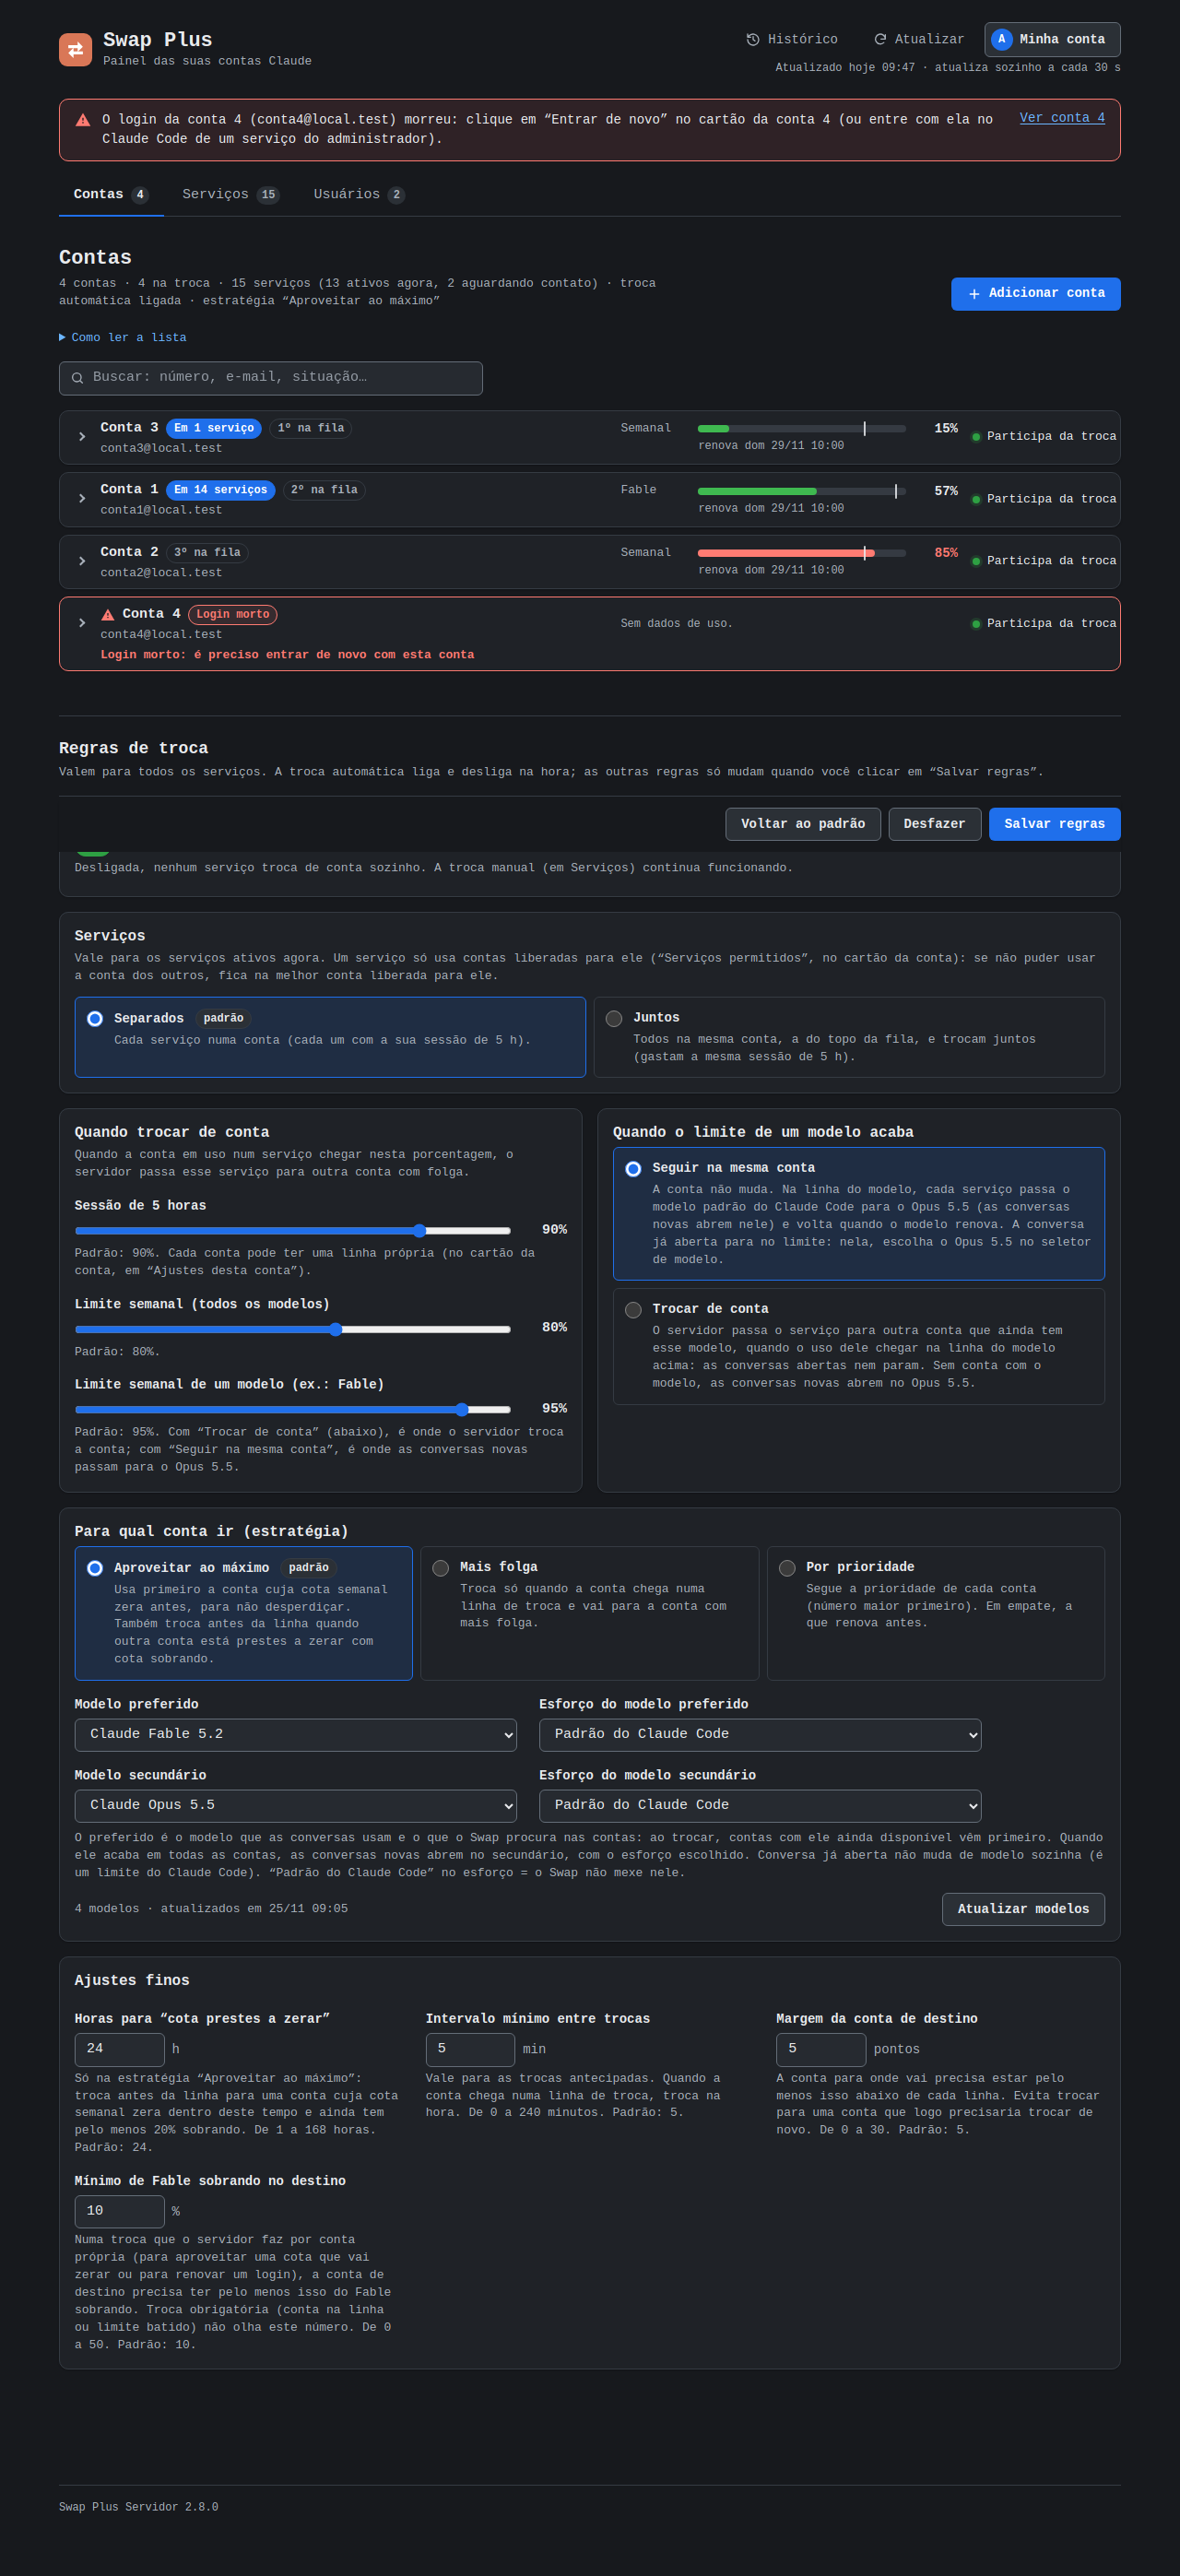 Swap Plus
Painel das suas contas Claude
Histórico
Atualizar
A
Minha conta
Atualizado hoje 09:47 · atualiza sozinho a cada 30 s
O login da conta 4 (conta4@local.test) morreu: clique em “Entrar de novo” no cartão da conta 4 (ou entre com ela no
Claude Code de um serviço do administrador).
Ver conta 4
Contas 4
Serviços 15
Usuários 2
Contas
4 contas · 4 na troca · 15 serviços (13 ativos agora, 2 aguardando contato) · troca
automática ligada · estratégia “Aproveitar ao máximo”
Adicionar conta
Como ler a lista
Buscar: número, e-mail, situação…
Conta 3 Em 1 serviço 1º na fila
conta3@local.test
Semanal
15%
renova dom 29/11 10:00
Participa da troca
Conta 1 Em 14 serviços 2º na fila
conta1@local.test
Fable
57%
renova dom 29/11 10:00
Participa da troca
Conta 2 3º na fila
conta2@local.test
Semanal
85%
renova dom 29/11 10:00
Participa da troca
Conta 4 Login morto
conta4@local.test
Login morto: é preciso entrar de novo com esta conta
Sem dados de uso.
Participa da troca
Regras de troca
Valem para todos os serviços. A troca automática liga e desliga na hora; as outras regras só mudam quando você clicar em “Salvar regras”.
Voltar ao padrão
Desfazer
Salvar regras
Desligada, nenhum serviço troca de conta sozinho. A troca manual (em Serviços) continua funcionando.
Serviços
Vale para os serviços ativos agora. Um serviço só usa contas liberadas para ele (“Serviços permitidos”, no cartão da conta): se não puder usar
a conta dos outros, fica na melhor conta liberada para ele.
Separados padrão
Cada serviço numa conta (cada um com a sua sessão de 5 h).
Juntos
Todos na mesma conta, a do topo da fila, e trocam juntos
(gastam a mesma sessão de 5 h).
Quando trocar de conta
Quando a conta em uso num serviço chegar nesta porcentagem, o
servidor passa esse serviço para outra conta com folga.
Sessão de 5 horas
90%
Padrão: 90%. Cada conta pode ter uma linha própria (no cartão da
conta, em “Ajustes desta conta”).
Limite semanal (todos os modelos)
80%
Padrão: 80%.
Limite semanal de um modelo (ex.: Fable)
95%
Padrão: 95%. Com “Trocar de conta” (abaixo), é onde o servidor troca
a conta; com “Seguir na mesma conta”, é onde as conversas novas
passam para o Opus 5.5.
Quando o limite de um modelo acaba
Seguir na mesma conta
A conta não muda. Na linha do modelo, cada serviço passa o
modelo padrão do Claude Code para o Opus 5.5 (as conversas
novas abrem nele) e volta quando o modelo renova. A conversa
já aberta para no limite: nela, escolha o Opus 5.5 no seletor
de modelo.
Trocar de conta
O servidor passa o serviço para outra conta que ainda tem
esse modelo, quando o uso dele chegar na linha do modelo
acima: as conversas abertas nem param. Sem conta com o
modelo, as conversas novas abrem no Opus 5.5.
Para qual conta ir (estratégia)
Aproveitar ao máximo padrão
Usa primeiro a conta cuja cota semanal
zera antes, para não desperdiçar.
Também troca antes da linha quando
outra conta está prestes a zerar com
cota sobrando.
Mais folga
Troca só quando a conta chega numa
linha de troca e vai para a conta com
mais folga.
Por prioridade
Segue a prioridade de cada conta
(número maior primeiro). Em empate, a
que renova antes.
Modelo preferido
Claude Fable 5.2
Esforço do modelo preferido
Padrão do Claude Code
Modelo secundário
Claude Opus 5.5
Esforço do modelo secundário
Padrão do Claude Code
O preferido é o modelo que as conversas usam e o que o Swap procura nas contas: ao trocar, contas com ele ainda disponível vêm primeiro. Quando
ele acaba em todas as contas, as conversas novas abrem no secundário, com o esforço escolhido. Conversa já aberta não muda de modelo sozinha (é
um limite do Claude Code). “Padrão do Claude Code” no esforço = o Swap não mexe nele.
4 modelos · atualizados em 25/11 09:05
Atualizar modelos
Ajustes finos
Horas para “cota prestes a zerar”
24 h
Só na estratégia “Aproveitar ao máximo”:
troca antes da linha para uma conta cuja cota
semanal zera dentro deste tempo e ainda tem
pelo menos 20% sobrando. De 1 a 168 horas.
Padrão: 24.
Intervalo mínimo entre trocas
5 min
Vale para as trocas antecipadas. Quando a
conta chega numa linha de troca, troca na
hora. De 0 a 240 minutos. Padrão: 5.
Margem da conta de destino
5 pontos
A conta para onde vai precisa estar pelo
menos isso abaixo de cada linha. Evita trocar
para uma conta que logo precisaria trocar de
novo. De 0 a 30. Padrão: 5.
Mínimo de Fable sobrando no destino
10 %
Numa troca que o servidor faz por conta
própria (para aproveitar uma cota que vai
zerar ou para renovar um login), a conta de
destino precisa ter pelo menos isso do Fable
sobrando. Troca obrigatória (conta na linha
ou limite batido) não olha este número. De 0
a 50. Padrão: 10.
Swap Plus Servidor 2.8.0